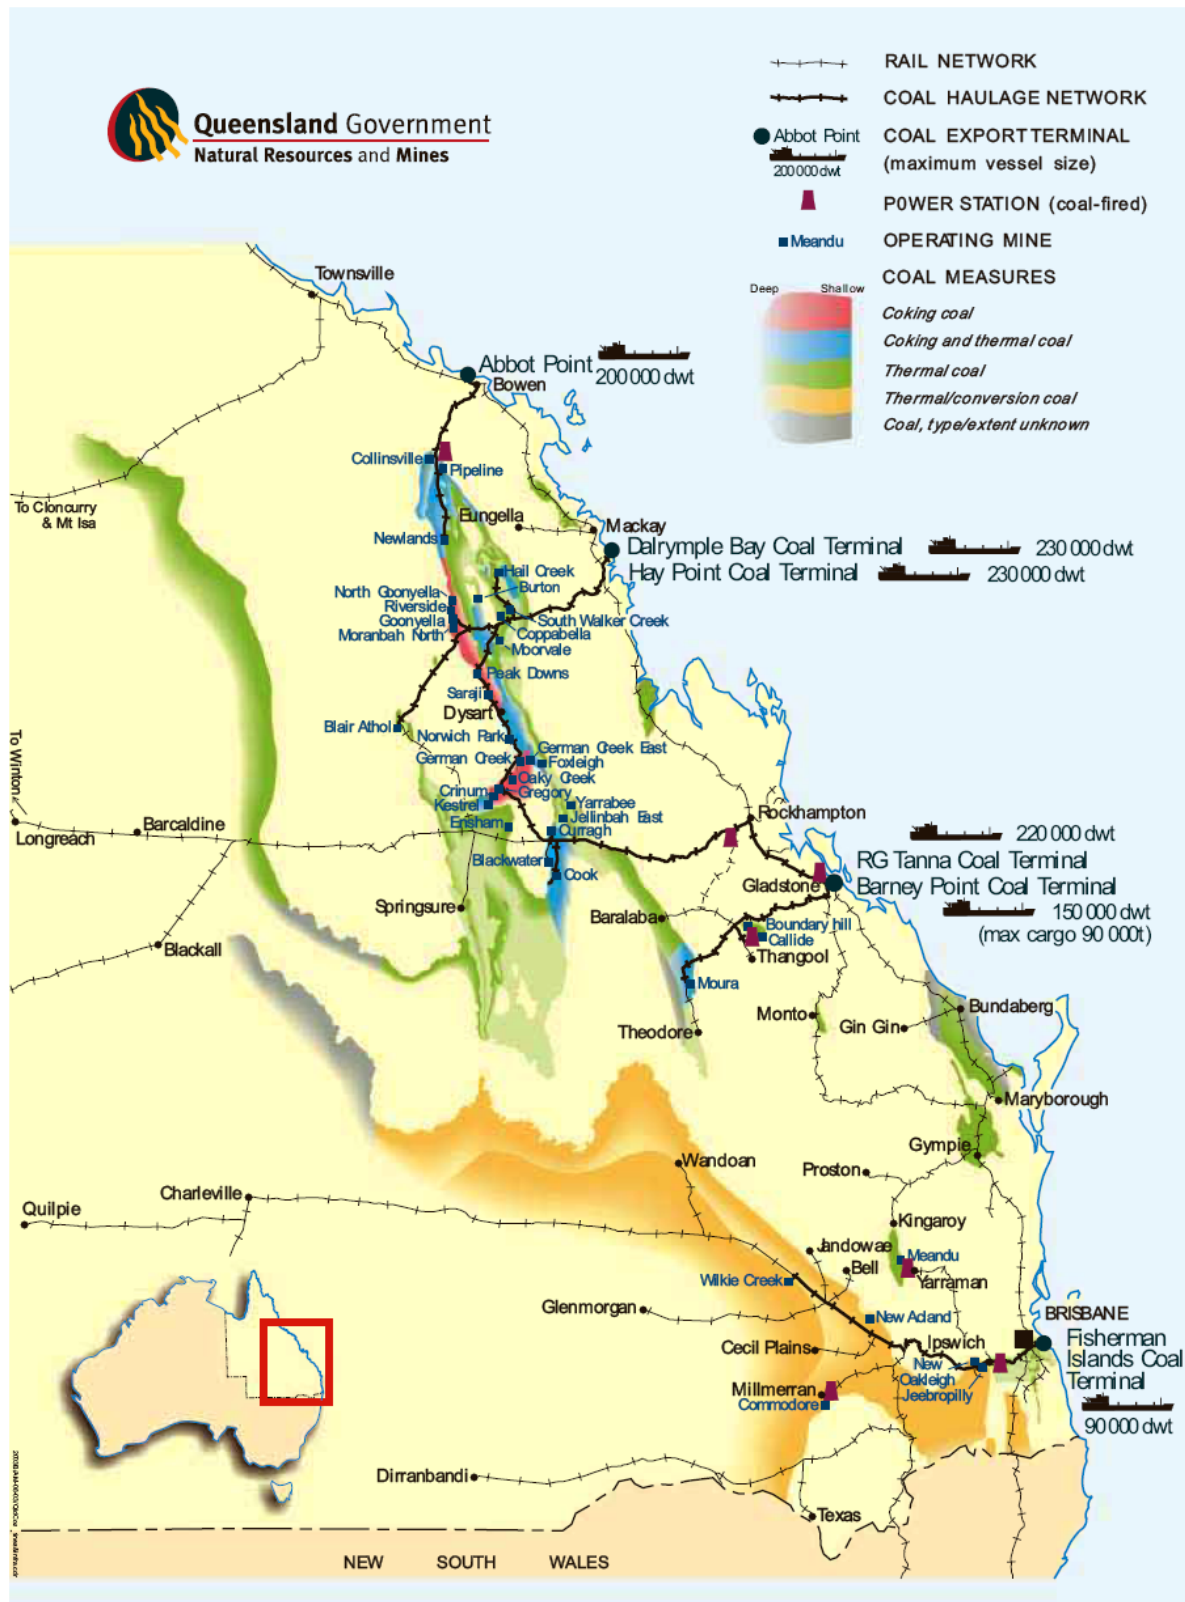 RAIL NETWORK
COAL HAULAGE NETWORK
Abbot Point
200 000 dwt
COAL EXPORT TERMINAL
(maximum vessel size)
POWER STATION (coal-fired)
Meandu
OPERATING MINE
COAL MEASURES
Deep
Shallow
Coking coal
Coking and thermal coal
Thermal coal
Thermal/conversion coal
Coal, type/extent unknown
Queensland Government
Natural Resources and Mines
Townsville
Abbot Point
200 000 dwt
Bowen
Collinsville
Pipeline
To Cloncurry
& Mt Isa
Eungella
Mackay
Newlands
Dalrymple Bay Coal Terminal
230 000 dwt
Hay Point Coal Terminal
230 000 dwt
Hail Creek
Burton
North Goonyella
Riverside
Goonyella
Moranbah North
South Walker Creek
Coppabella
Moorvale
Peak Downs
Saraji
Dysart
Blair Athol
Norwich Park
German Creek East
German Creek
Foxleigh
Oaky Creek
Crinum
Gregory
Kestrel
Yarrabee
Ensham
Jellinbah East
Curragh
Blackwater
Cook
To Winton
Longreach
Barcaldine
Rockhampton
220 000 dwt
RG Tanna Coal Terminal
Gladstone
Barney Point Coal Terminal
150 000 dwt
(max cargo 90 000t)
Springsure
Baralaba
Boundary hill
Callide
Thangool
Blackall
Moura
Theodore
Monto
Gin Gin
Bundaberg
Maryborough
Gympie
Wandoan
Proston
Charleville
Quilpie
Kingaroy
Jandowae
Bell
Meandu
Yarraman
Wilkie Creek
Glenmorgan
New Acland
BRISBANE
Cecil Plains
Ipswich
Fisherman
Islands Coal
Terminal
New
Oakleigh
Jeebropilly
90 000 dwt
Millmerran
Commodore
Dirranbandi
Texas
NEW SOUTH WALES